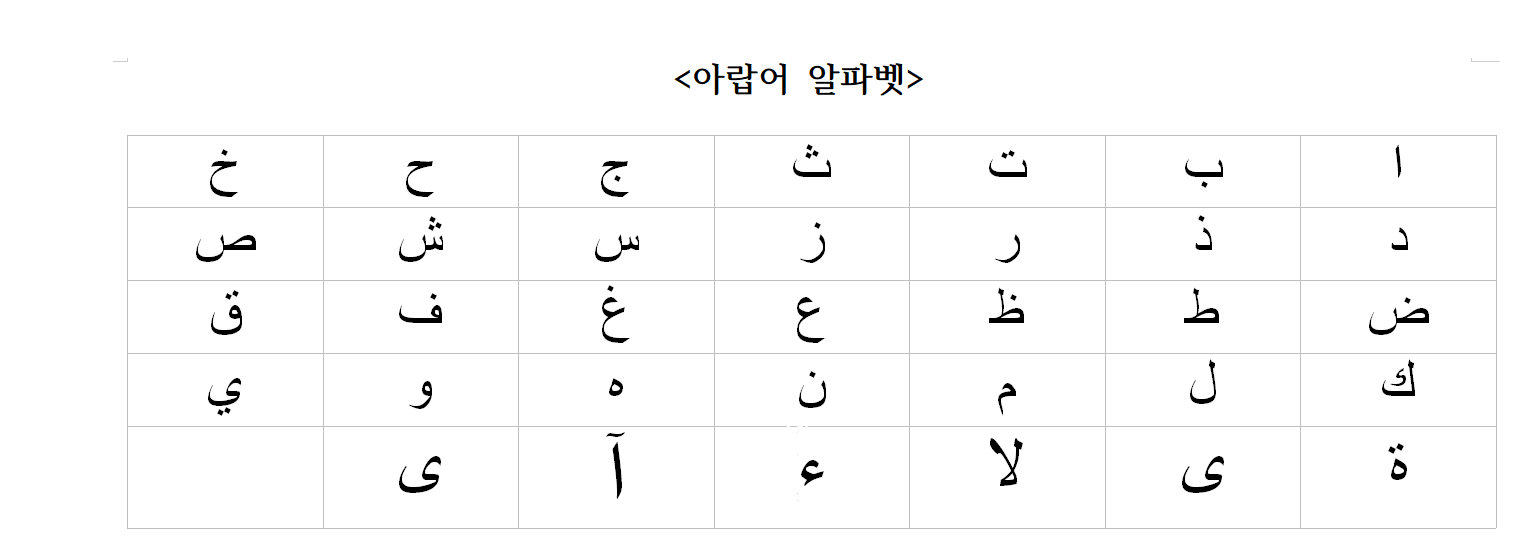 <아랍어 알파벳>
ا ب ت ث ج ح خ
د ذ ر ز س ش ص
ض ط ظ ع غ ف ق
ك ل م ن ه و ي
ة ى لا ء آ ى